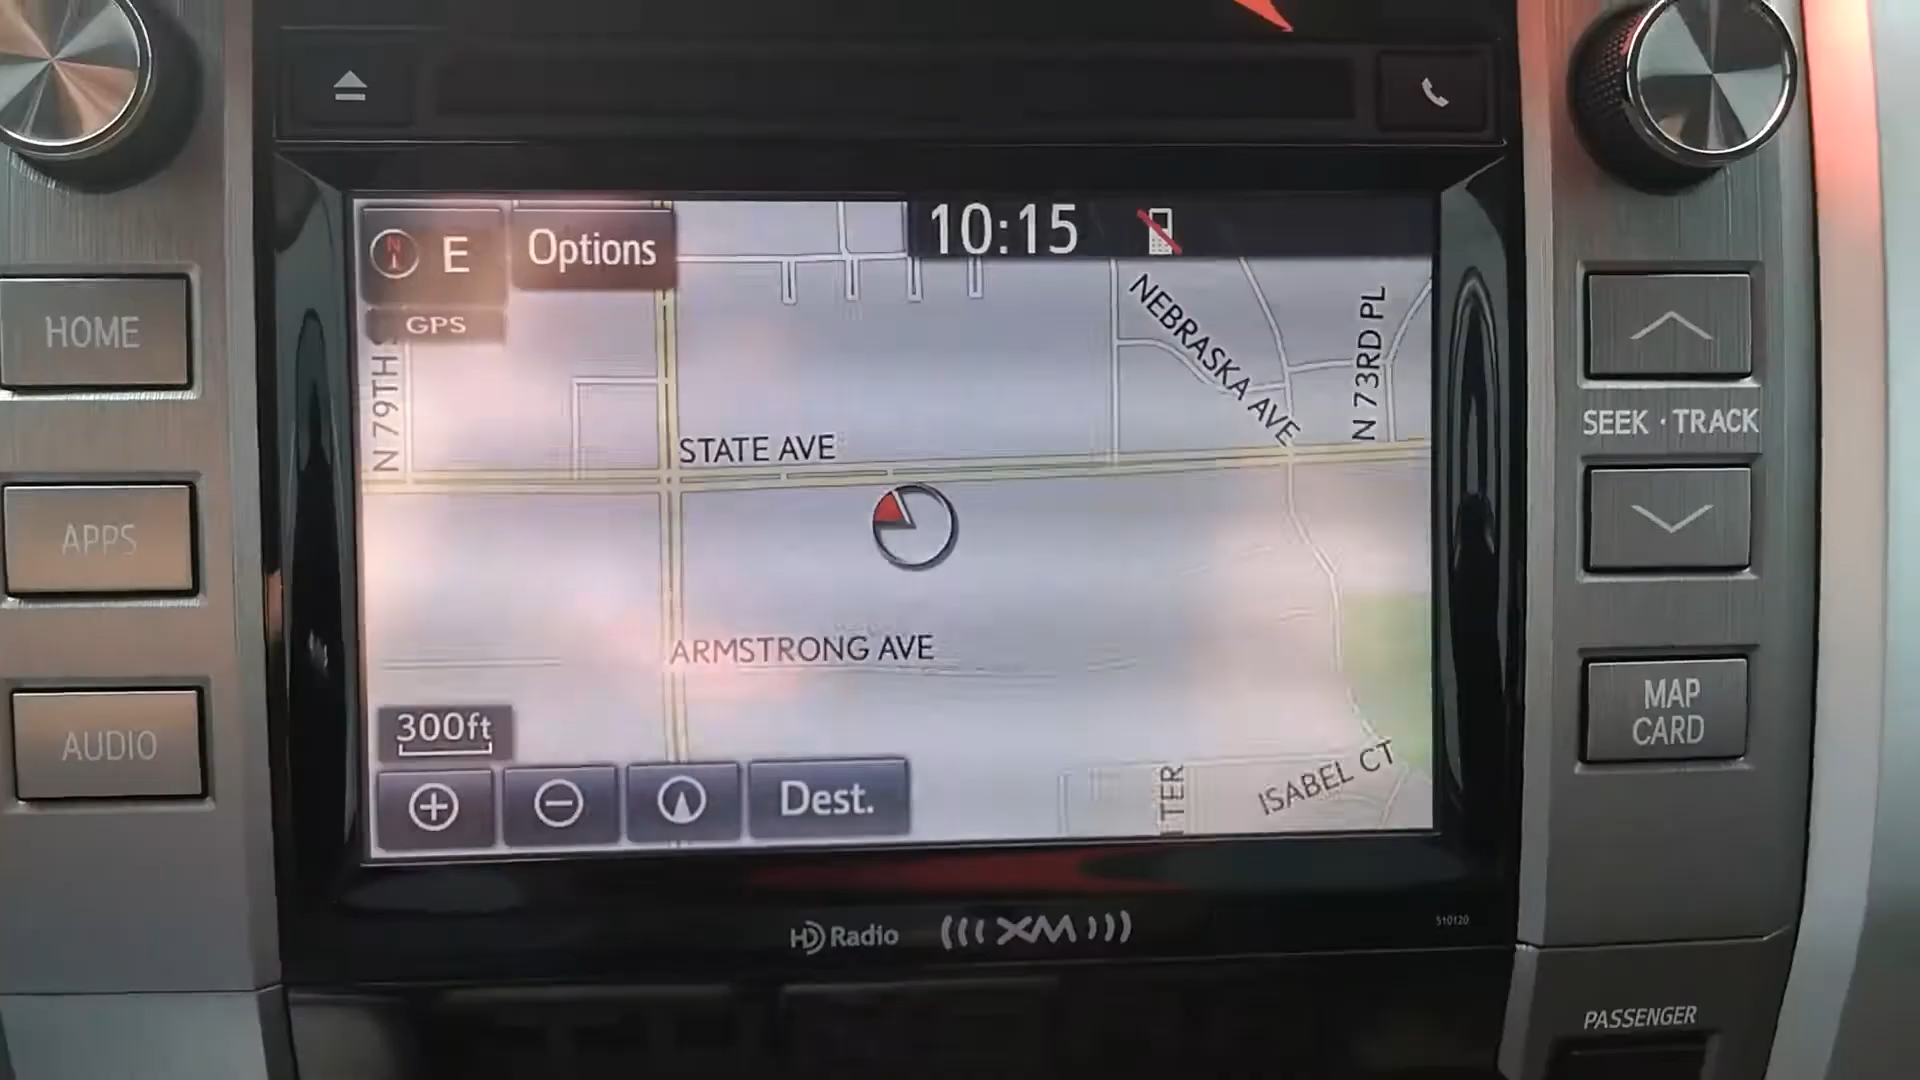 10:15
N
E
Options
GPS
HOME
N 79TH
NEBRASKA AVE
N 73RD PL
SEEK · TRACK
STATE AVE
APPS
ARMSTRONG AVE
MAP
CARD
300ft
AUDIO
Dest.
TER
ISABEL CT
HD Radio
((( XM )))
510120
PASSENGER